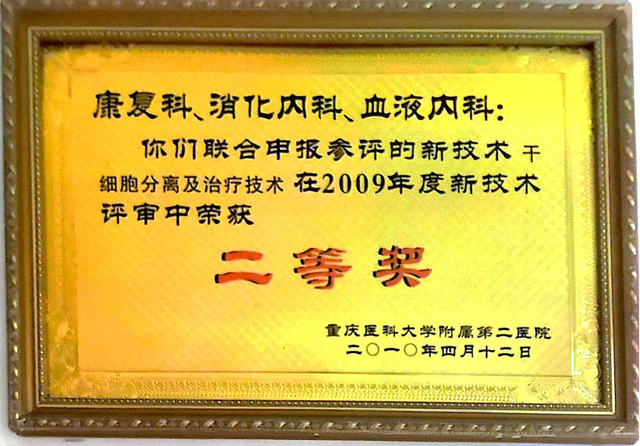 康复科、消化内科、血液内科：
你们联合申报参评的新技术 干
细胞分离及治疗技术 在2009年度新技术
评审中荣获
二等奖
重庆医科大学附属第二医院
二〇一〇年四月十二日